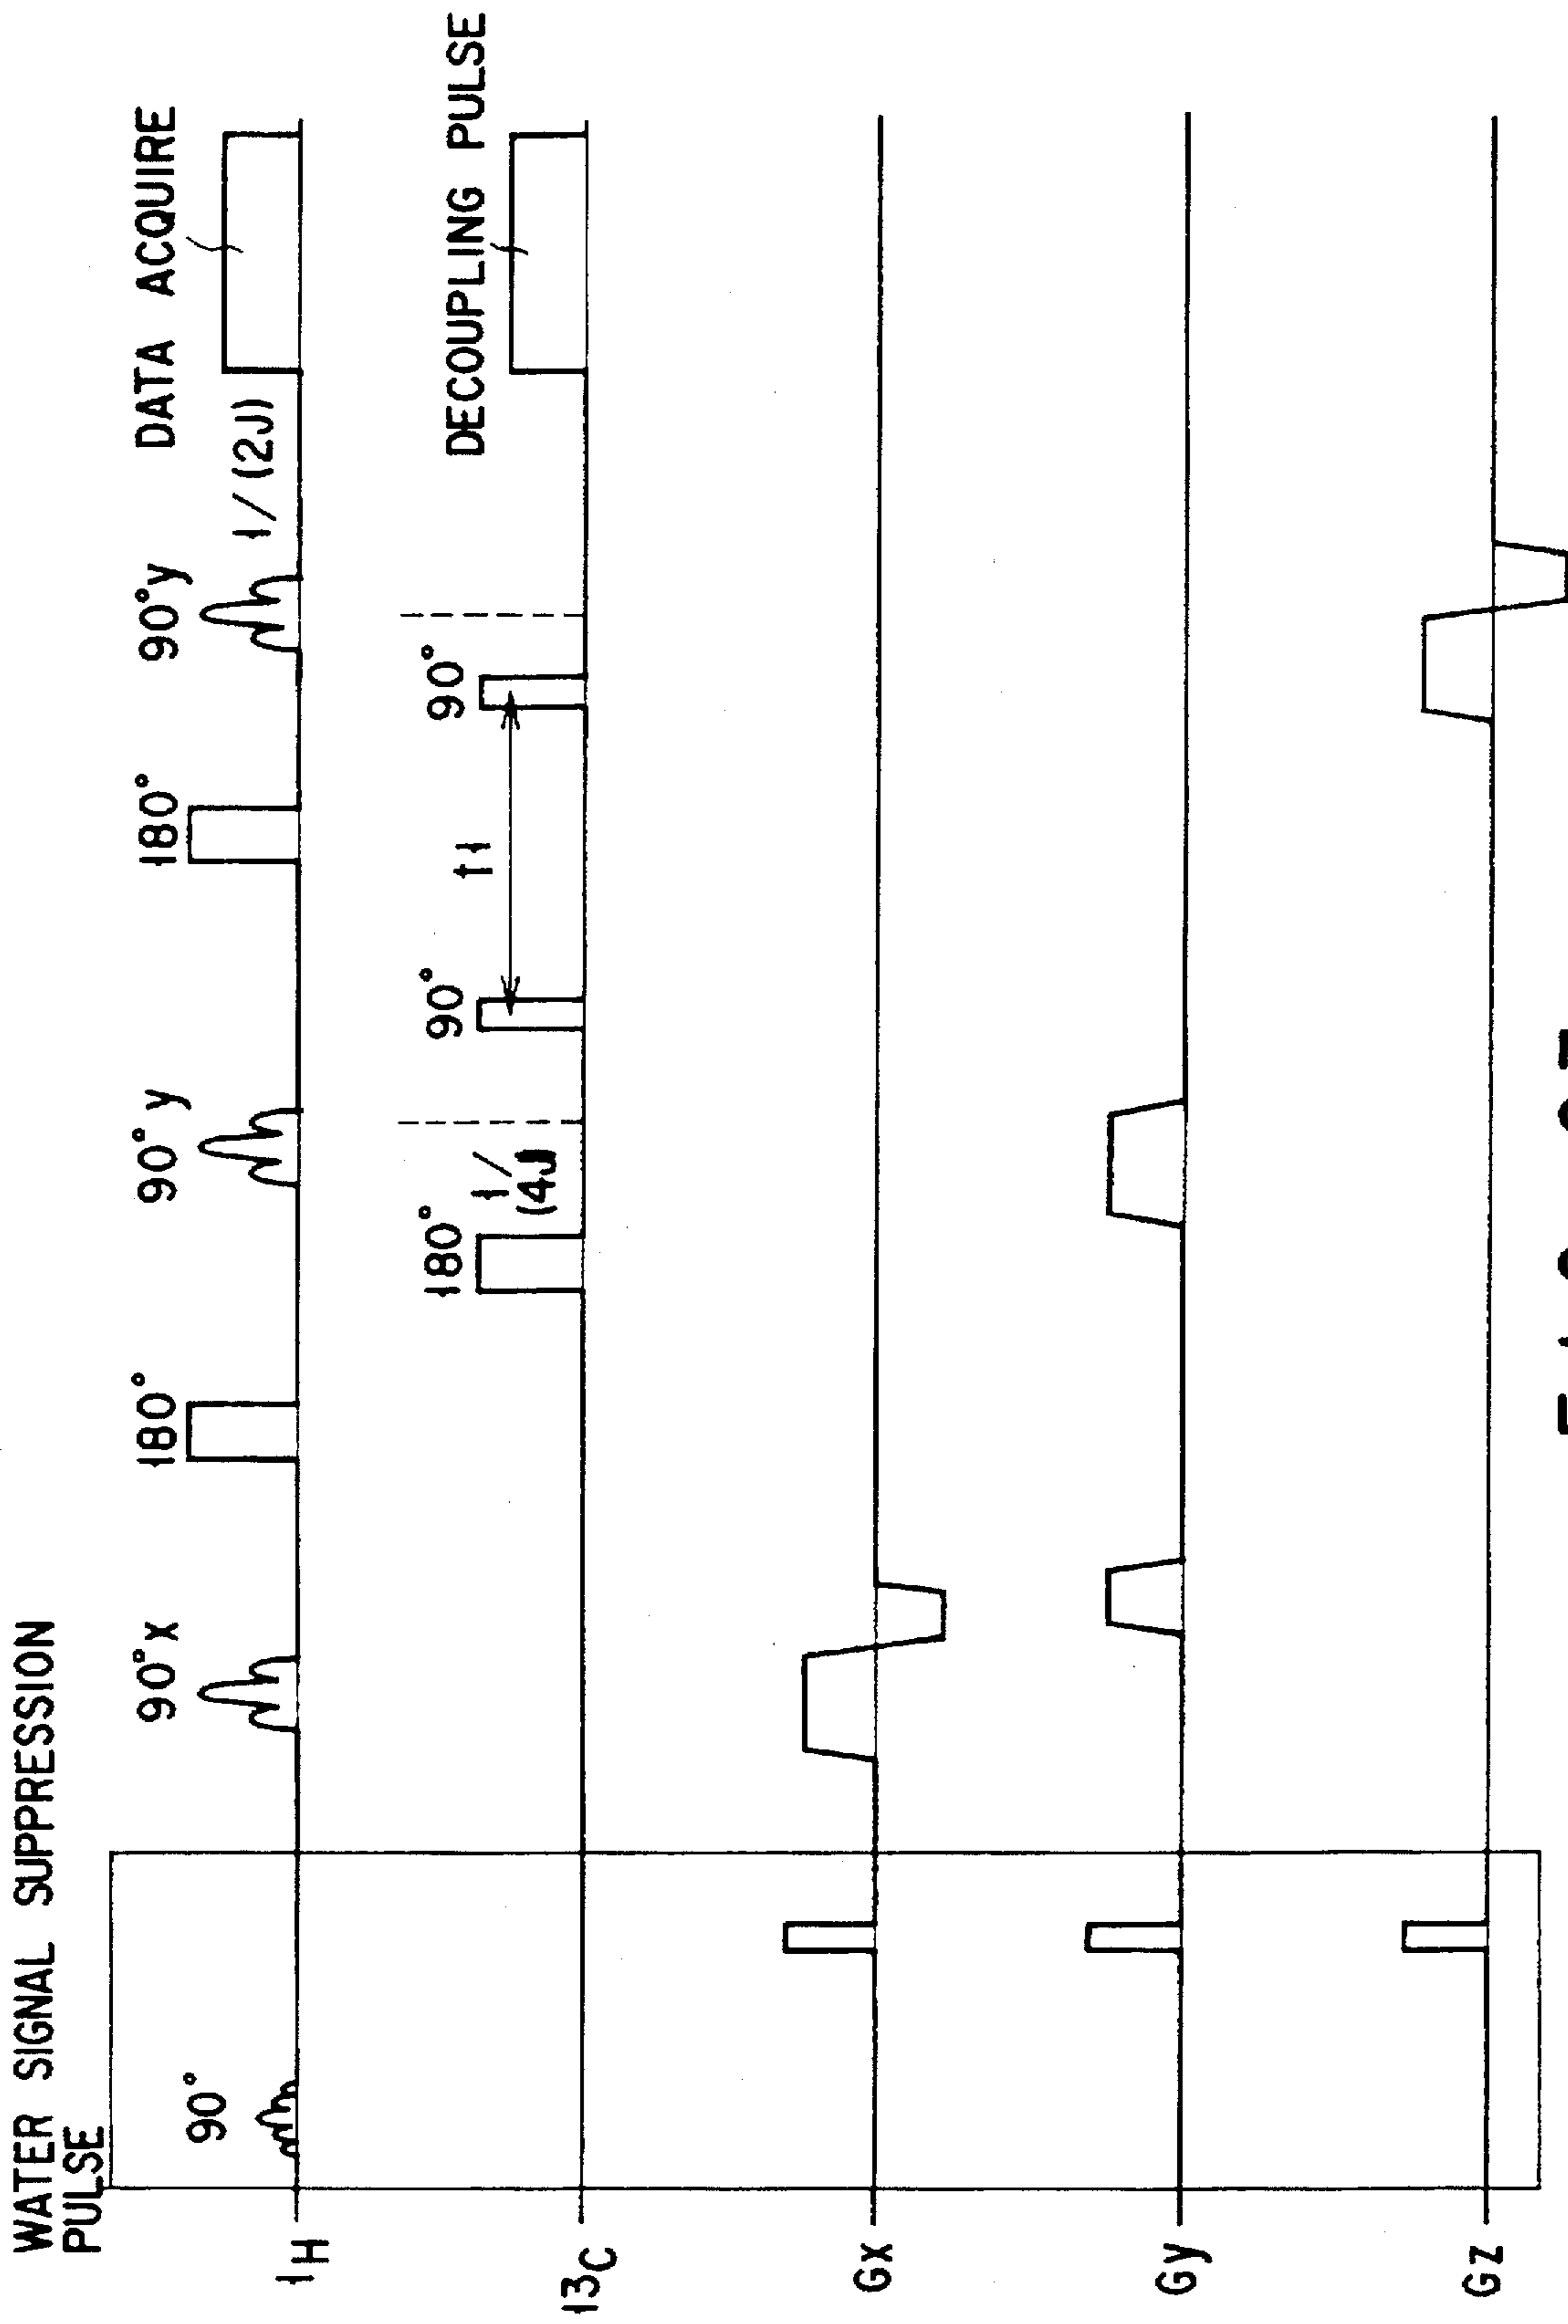 WATER SIGNAL SUPPRESSION
PULSE
90°
90°x
180°
90°y
180°
90°y
1/(2J)
DATA ACQUIRE
1H
180°
1/
(4J
90°
t1
90°
DECOUPLING PULSE
13C
Gx
Gy
Gz